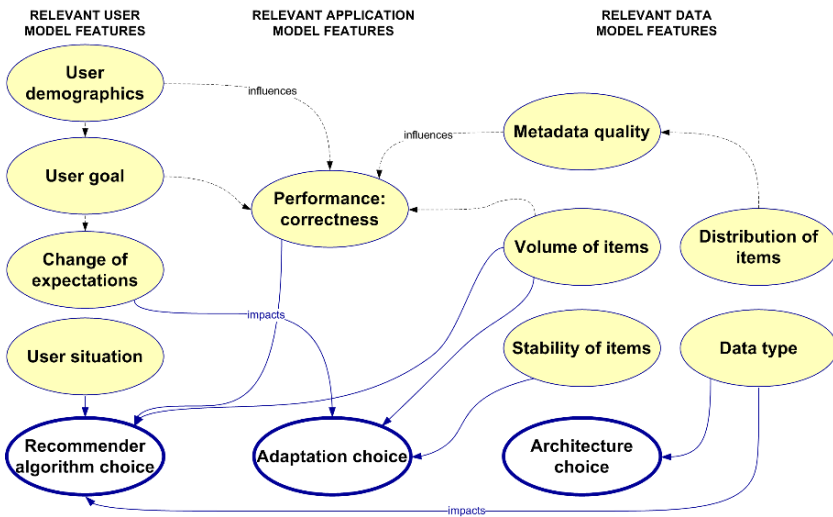 RELEVANT USER
MODEL FEATURES
RELEVANT APPLICATION
MODEL FEATURES
RELEVANT DATA
MODEL FEATURES
User
demographics
influences
influences
Metadata quality
User goal
Performance:
correctness
Change of
expectations
Volume of items
Distribution of
items
impacts
User situation
Stability of items
Data type
Recommender
algorithm choice
Adaptation choice
Architecture
choice
impacts